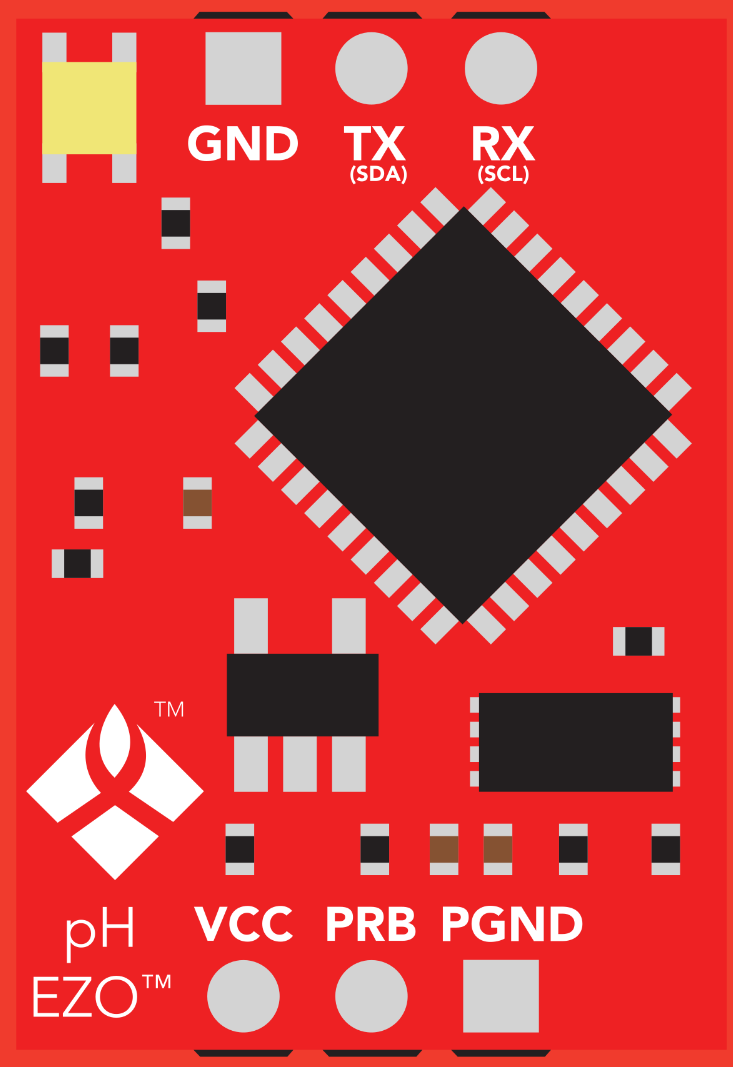 GND TX RX
(SDA) (SCL)
TM
VCC PRB PGND
pH
EZO™